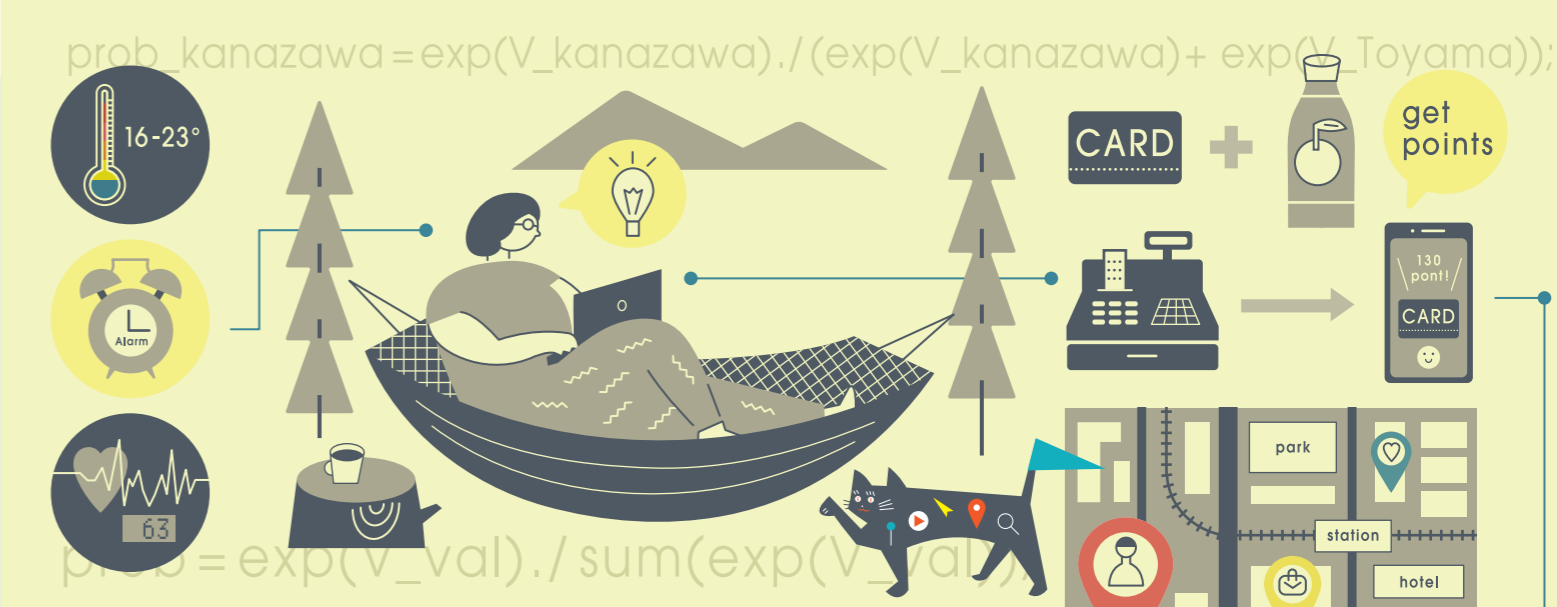 prob_kanazawa=exp(V_kanazawa)./(exp(V_kanazawa)+ exp(V_Toyama));
16-23°
CARD
get
points
130
pont!
CARD
Alarm
63
park
station
hotel
prob=exp(V_val)./sum(exp(V_val));